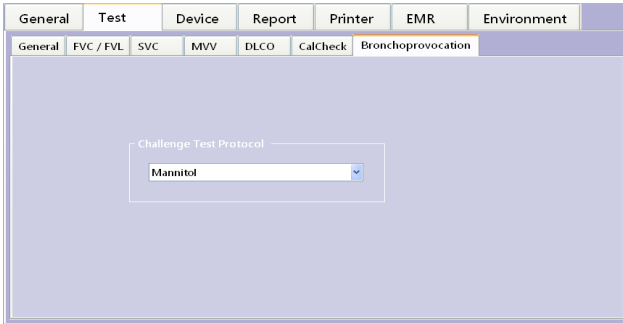 General Test Device Report Printer EMR Environment
General FVC / FVL SVC MVV DLCO CalCheck Bronchoprovocation
Challenge Test Protocol
Mannitol